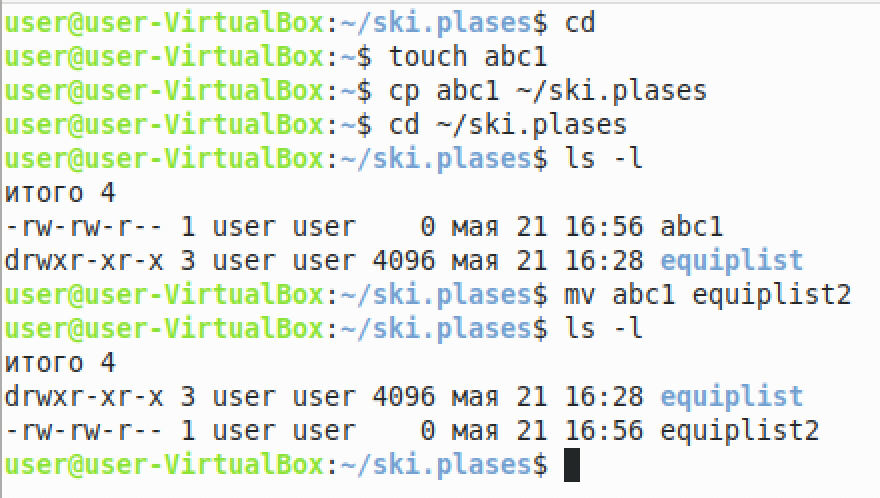 user@user-VirtualBox:~/ski.plases$ cd
user@user-VirtualBox:~$ touch abc1
user@user-VirtualBox:~$ cp abc1 ~/ski.plases
user@user-VirtualBox:~$ cd ~/ski.plases
user@user-VirtualBox:~/ski.plases$ ls -l
итого 4
-rw-rw-r-- 1 user user    0 мая 21 16:56 abc1
drwxr-xr-x 3 user user 4096 мая 21 16:28 equiplist
user@user-VirtualBox:~/ski.plases$ mv abc1 equiplist2
user@user-VirtualBox:~/ski.plases$ ls -l
итого 4
drwxr-xr-x 3 user user 4096 мая 21 16:28 equiplist
-rw-rw-r-- 1 user user    0 мая 21 16:56 equiplist2
user@user-VirtualBox:~/ski.plases$